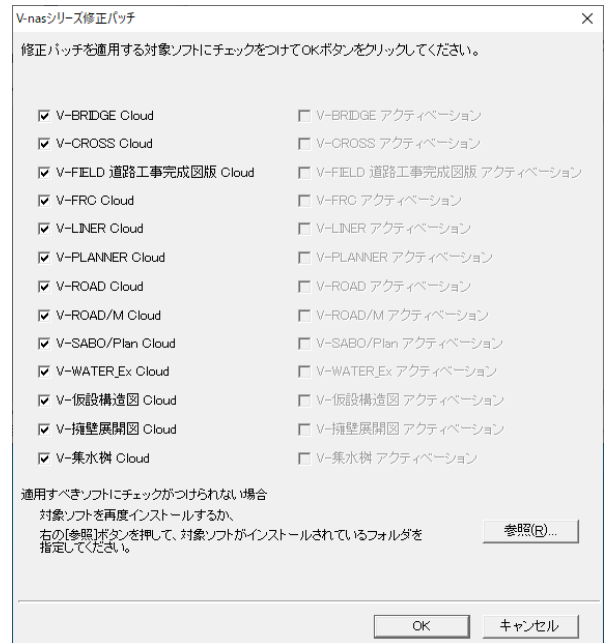 V-nasシリーズ修正パッチ
修正パッチを適用する対象ソフトにチェックをつけてOKボタンをクリックしてください。
V-BRIDGE Cloud V-BRIDGE アクティベーション
V-CROSS Cloud V-CROSS アクティベーション
V-FIELD 道路工事完成図版 Cloud V-FIELD 道路工事完成図版 アクティベーション
V-FRC Cloud V-FRC アクティベーション
V-LINER Cloud V-LINER アクティベーション
V-PLANNER Cloud V-PLANNER アクティベーション
V-ROAD Cloud V-ROAD アクティベーション
V-ROAD/M Cloud V-ROAD/M アクティベーション
V-SABO/Plan Cloud V-SABO/Plan アクティベーション
V-WATER_Ex Cloud V-WATER_Ex アクティベーション
V-仮設構造図 Cloud V-仮設構造図 アクティベーション
V-擁壁展開図 Cloud V-擁壁展開図 アクティベーション
V-集水桝 Cloud V-集水桝 アクティベーション
適用すべきソフトにチェックがつけられない場合
対象ソフトを再度インストールするか、
右の[参照]ボタンを押して、対象ソフトがインストールされているフォルダを
指定してください。
参照(R)...
OK キャンセル